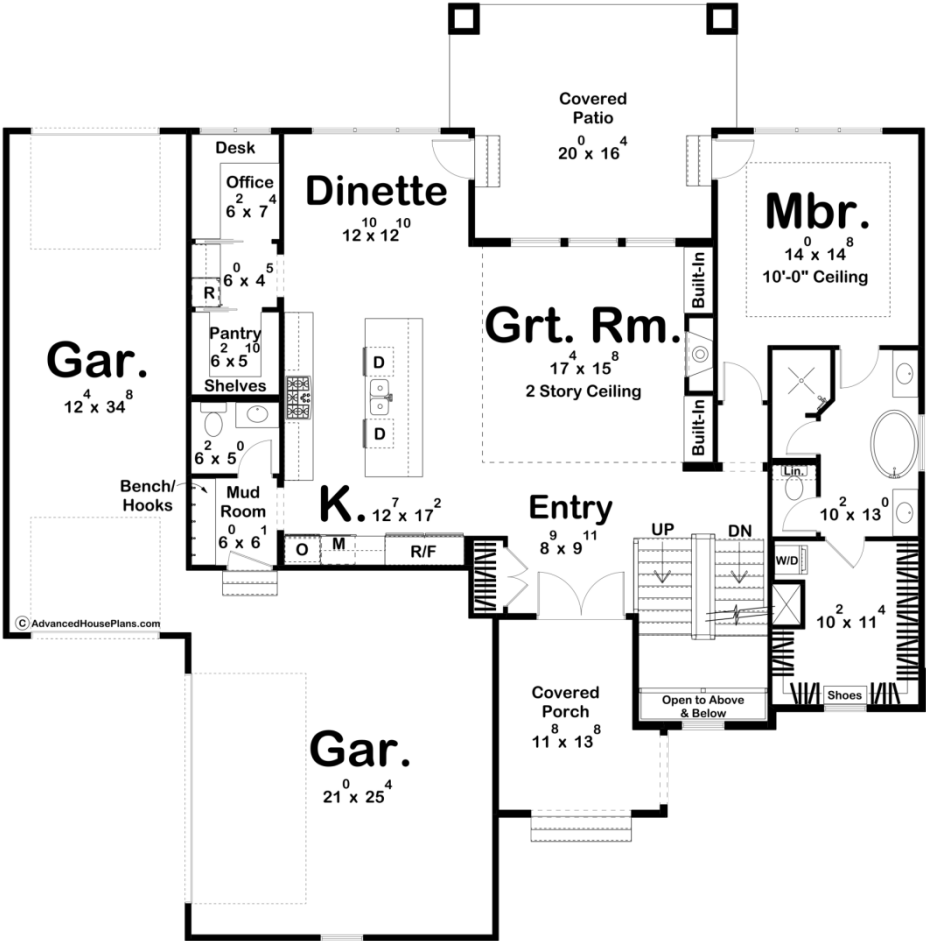 Covered
Patio
20⁰ x 16⁴
Desk
Office
6² x 7⁴
Dinette
12¹⁰ x 12¹⁰
Mbr.
14⁰ x 14⁸
10'-0" Ceiling
6⁰ x 4⁵
R
Built-In
Pantry
6² x 5¹⁰
Shelves
Gar.
12⁴ x 34⁸
D
D
Grt. Rm.
17⁴ x 15⁸
2 Story Ceiling
Built-In
6² x 5⁰
Lin.
10² x 13⁰
Bench/
Hooks
Mud
Room
6⁰ x 6¹
K.
12⁷ x 17²
O
M
R/F
Entry
8⁹ x 9¹¹
UP
DN
W/D
10² x 11⁴
Shoes
© AdvancedHousePlans.com
Covered
Porch
11⁸ x 13⁸
Open to Above
& Below
Gar.
21⁰ x 25⁴